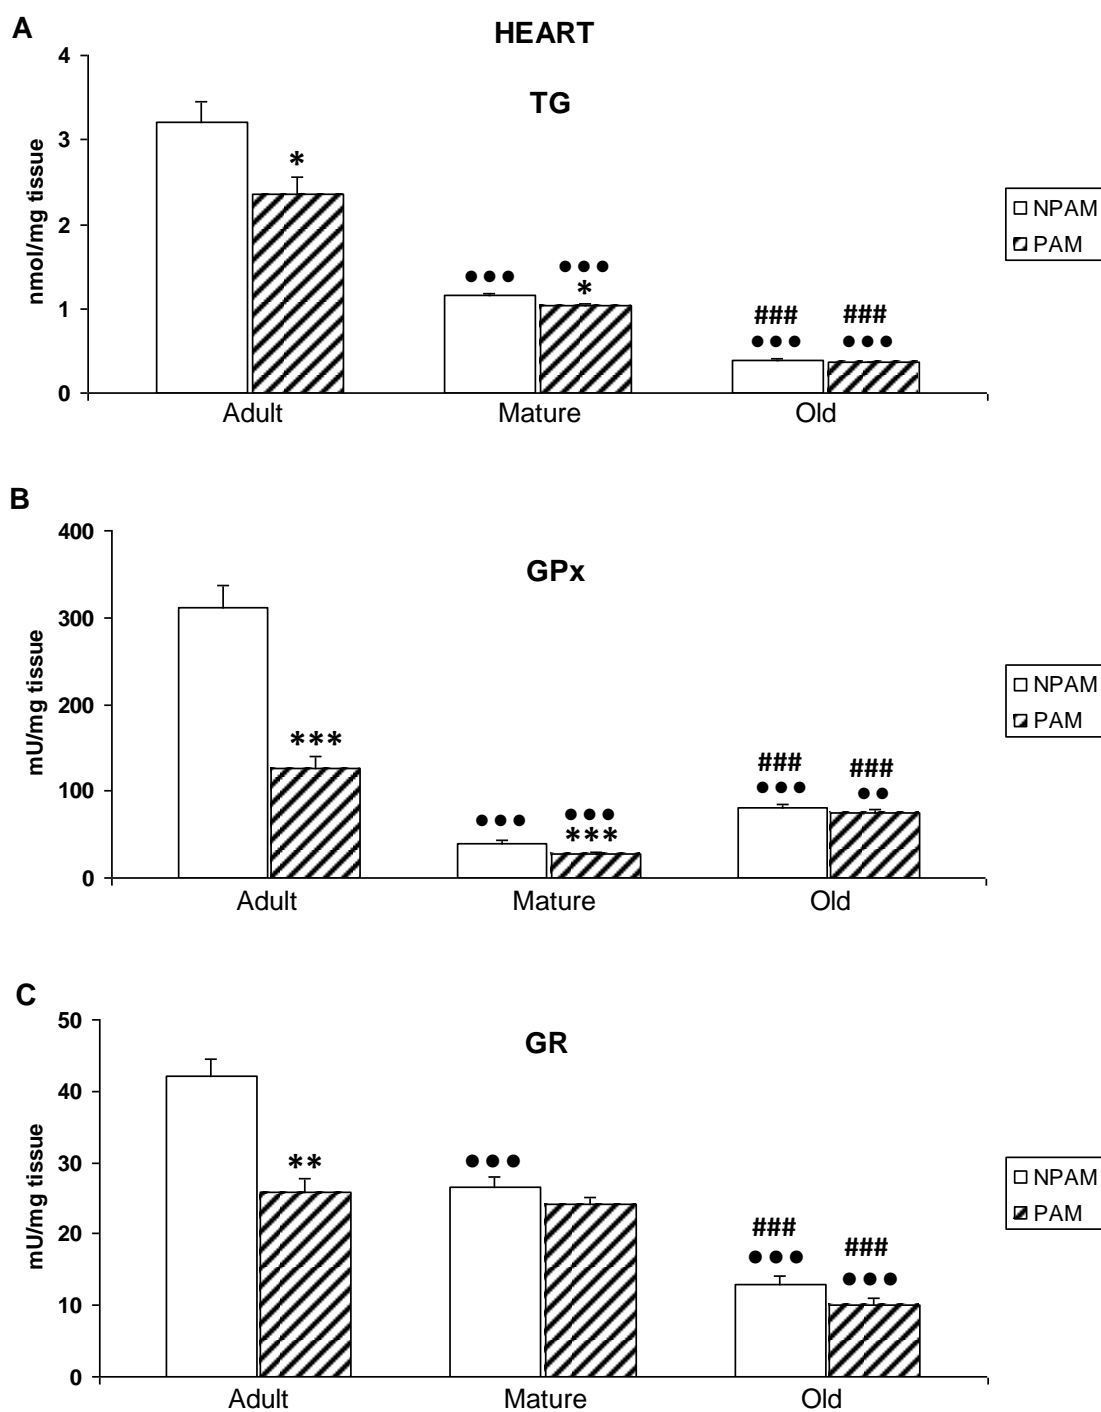 A
HEART
TG
nmol/mg tissue
4
3
2
1
0
*
●●●
●●●
*
###
●●●
###
●●●
Adult
Mature
Old
NPAM
PAM
B
GPx
mU/mg tissue
400
300
200
100
0
***
●●●
●●●
***
###
●●●
###
●●
Adult
Mature
Old
NPAM
PAM
C
GR
mU/mg tissue
50
40
30
20
10
0
**
●●●
###
●●●
###
●●●
Adult
Mature
Old
NPAM
PAM